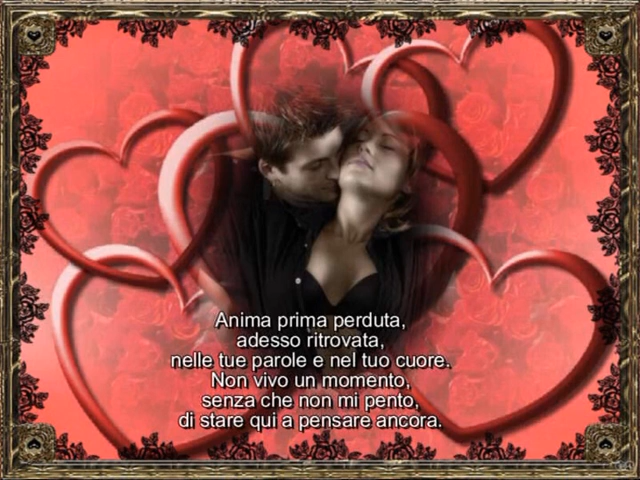 Anima prima perduta,
adesso ritrovata,
nelle tue parole e nel tuo cuore.
Non vivo un momento,
senza che non mi pento,
di stare qui a pensare ancora.